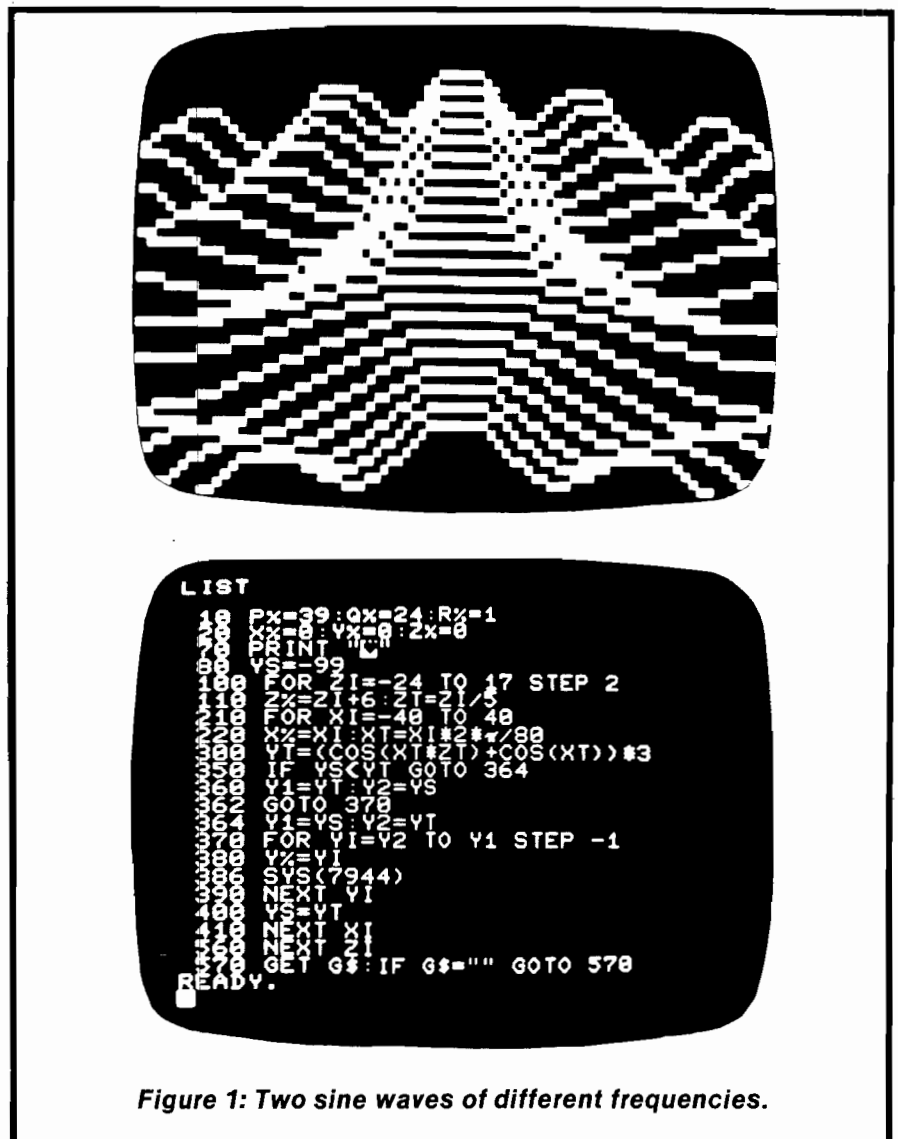 LIST
10 P%=39:Q%=24:R%=1
20 X%=0:Y%=0:Z%=0
70 PRINT ""
80 YS=-99
100 FOR ZI=-24 TO 17 STEP 2
110 Z%=ZI+6:ZT=ZI/5
210 FOR XI=-40 TO 40
220 X%=XI:XT=XI*2*π/80
300 YT=(COS(XT*ZT)+COS(XT))*3
350 IF YS<YT GOTO 364
360 Y1=YT:Y2=YS
362 GOTO 370
364 Y1=YS:Y2=YT
370 FOR YI=Y2 TO Y1 STEP -1
380 Y%=YI
386 SYS(7944)
390 NEXT YI
400 YS=YT
410 NEXT XI
560 NEXT ZI
570 GET G$:IF G$="" GOTO 570
READY.
Figure 1: Two sine waves of different frequencies.